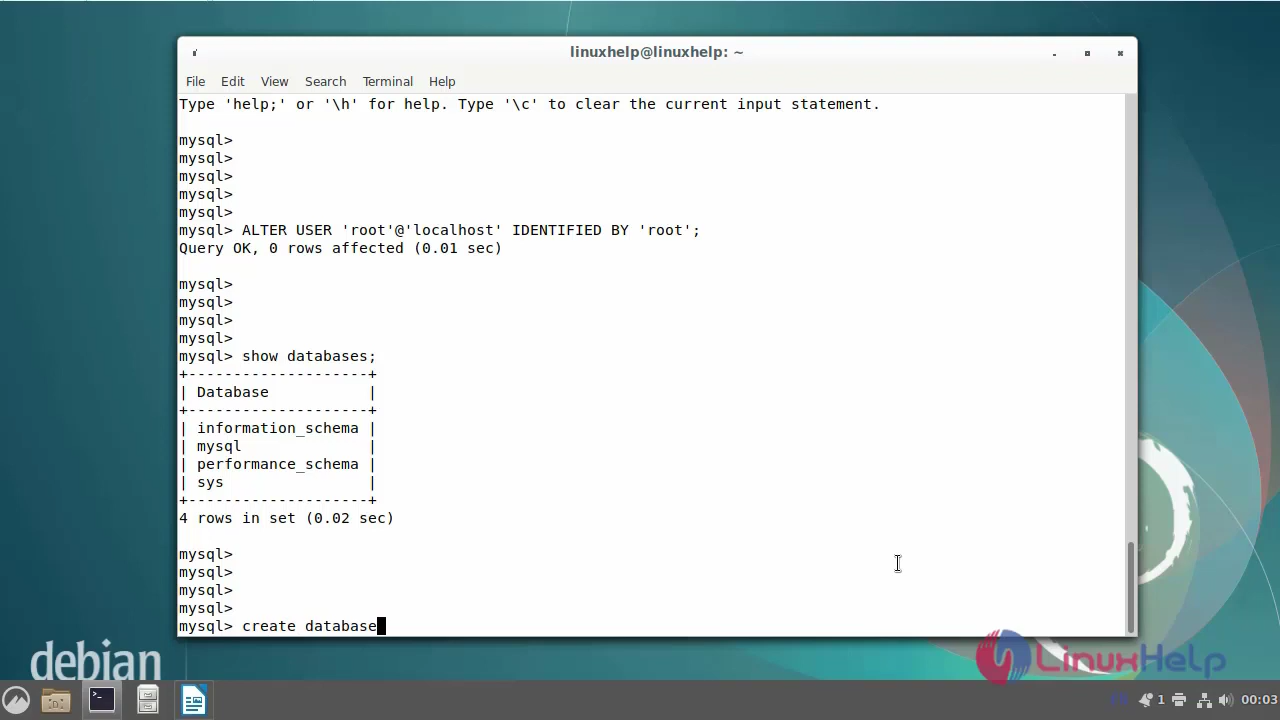 linuxhelp@linuxhelp: ~
File Edit View Search Terminal Help
Type 'help;' or '\h' for help. Type '\c' to clear the current input statement.
mysql>
mysql>
mysql>
mysql>
mysql>
mysql> ALTER USER 'root'@'localhost' IDENTIFIED BY 'root';
Query OK, 0 rows affected (0.01 sec)
mysql>
mysql>
mysql>
mysql>
mysql> show databases;
+--------------------+
| Database           |
+--------------------+
| information_schema |
| mysql              |
| performance_schema |
| sys                |
+--------------------+
4 rows in set (0.02 sec)
mysql>
mysql>
mysql>
mysql>
mysql> create database
debian
LinuxHelp
1 00:03